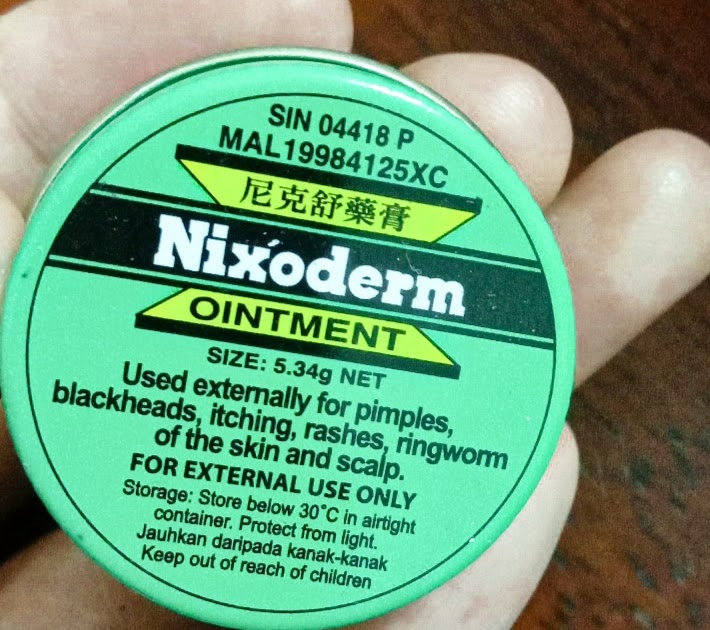 SIN 04418 P
MAL19984125XC
尼克舒藥膏
Nixoderm
OINTMENT
SIZE: 5.34g NET
Used externally for pimples,
blackheads, itching, rashes, ringworm
of the skin and scalp.
FOR EXTERNAL USE ONLY
Storage: Store below 30°C in airtight
container. Protect from light.
Jauhkan daripada kanak-kanak
Keep out of reach of children